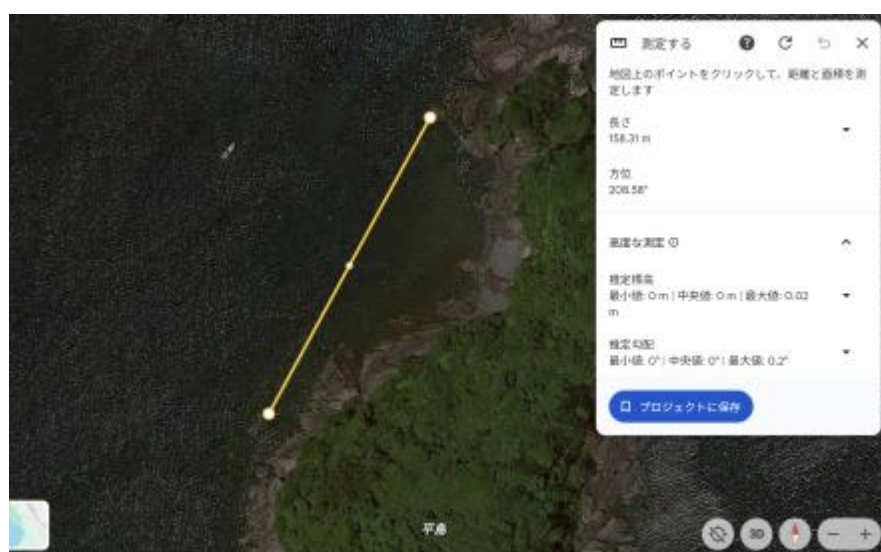 測定する
地図上のポイントをクリックして、距離と面積を測
定します
長さ
158.31 m
方位
208.58°
高度な測定
推定標高
最小値: 0 m | 中央値: 0 m | 最大値: 0.02
m
推定勾配
最小値: 0° | 中央値: 0° | 最大値: 0.2°
プロジェクトに保存
平島
3D